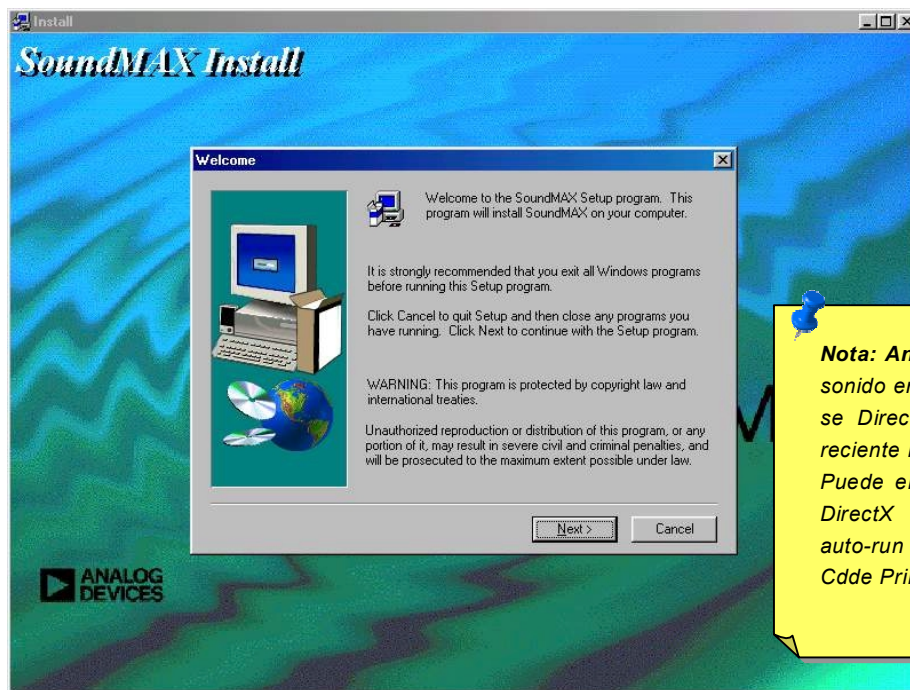 Install
SoundMAX Install
Welcome
Welcome to the SoundMAX Setup program. This
program will install SoundMAX on your computer.
It is strongly recommended that you exit all Windows programs
before running this Setup program.
Click Cancel to quit Setup and then close any programs you
have running. Click Next to continue with the Setup program.
WARNING: This program is protected by copyright law and
international treaties.
Unauthorized reproduction or distribution of this program, or any
portion of it, may result in severe civil and criminal penalties, and
will be prosecuted to the maximum extent possible under law.
Next >
Cancel
ANALOG
DEVICES
Nota:
sonido
se
reciente
Puede
DirectX
auto-run
Cdde